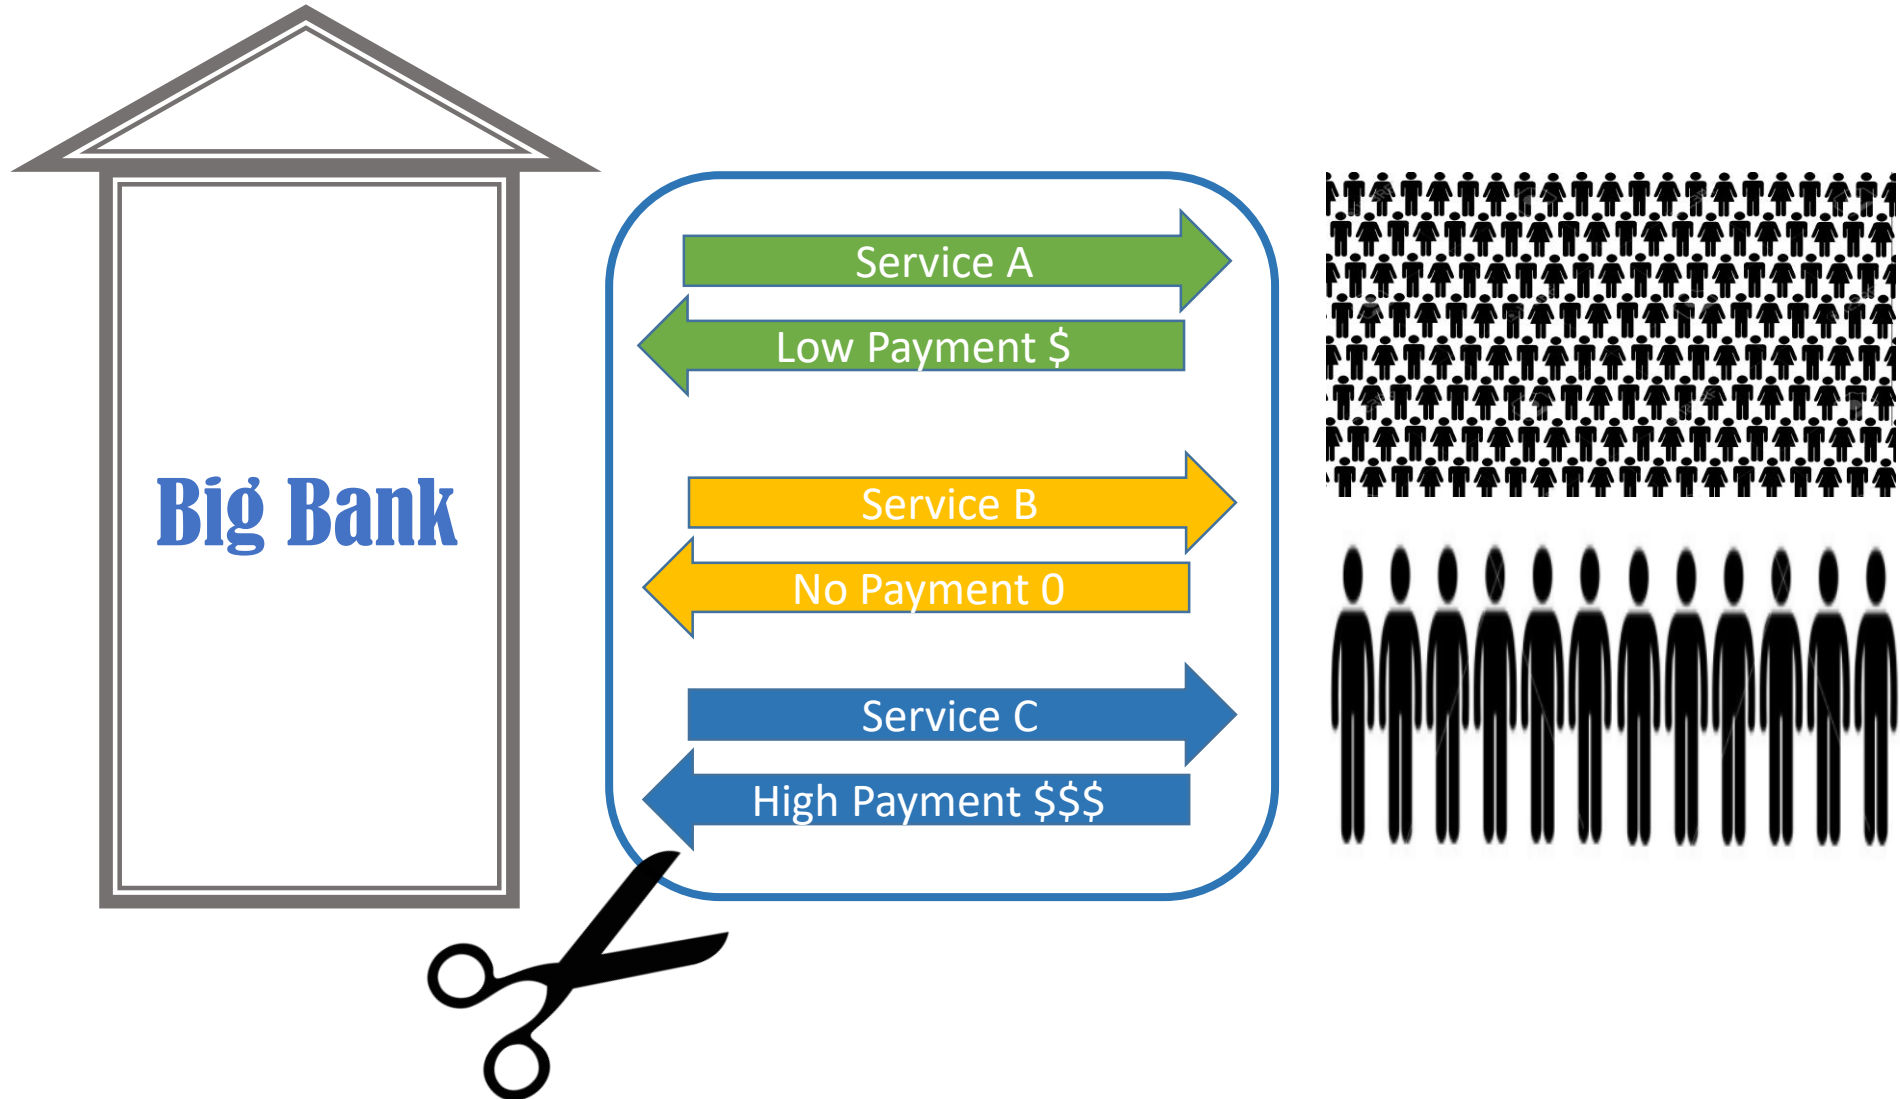 Big Bank
Service A
Low Payment $
Service B
No Payment 0
Service C
High Payment $$$